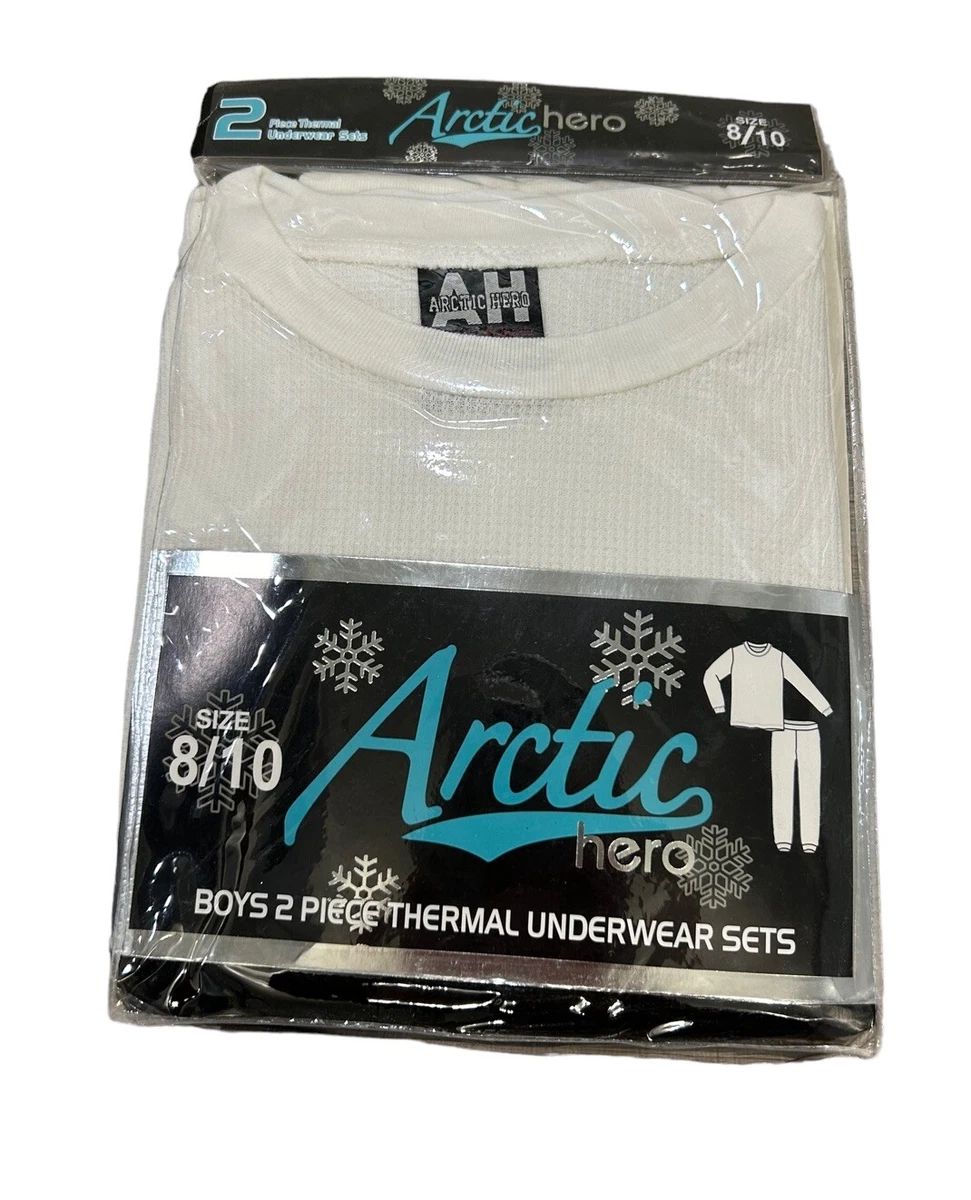 2
Piece Thermal
Underwear Sets
Arctic hero
SIZE
8/10
AH
ARCTIC HERO
SIZE
8/10
Arctic
hero
BOYS 2 PIECE THERMAL UNDERWEAR SETS